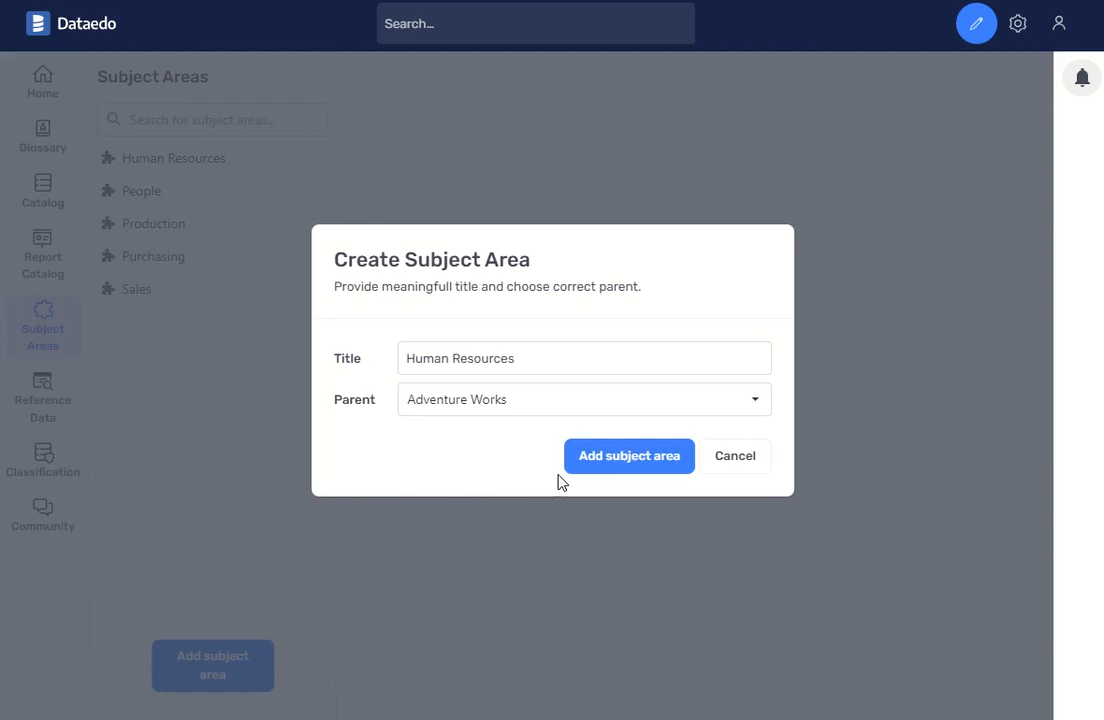 Dataedo
Search...
Home
Glossary
Catalog
Report
Catalog
Subject
Areas
Reference
Data
Classification
Community
Subject Areas
Search for subject areas...
Human Resources
People
Production
Purchasing
Sales
Add subject
area
Create Subject Area
Provide meaningfull title and choose correct parent.
Title
Human Resources
Parent
Adventure Works
Add subject area
Cancel